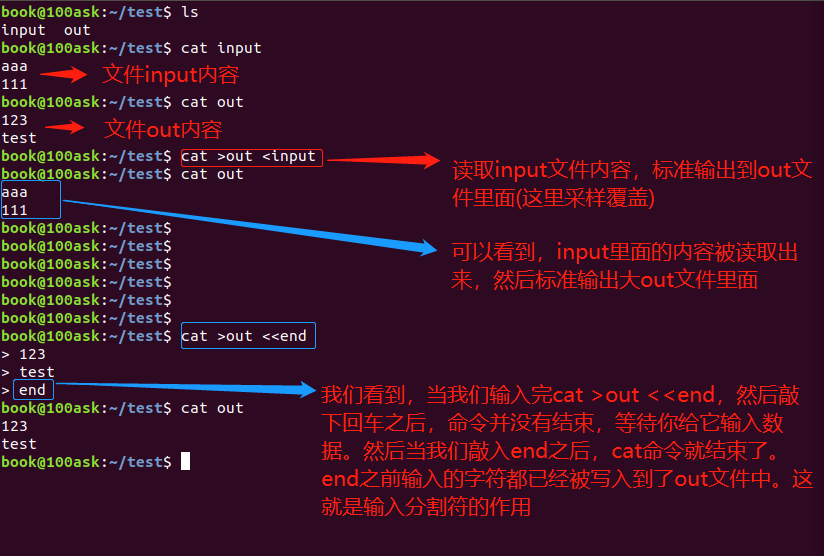 book@100ask:~/test$ ls
input  out
book@100ask:~/test$ cat input
aaa
111
文件input内容
book@100ask:~/test$ cat out
123
test
文件out内容
book@100ask:~/test$ cat >out <input
读取input文件内容，标准输出到out文
件里面(这里采样覆盖)
book@100ask:~/test$ cat out
aaa
111
可以看到，input里面的内容被读取出
来，然后标准输出大out文件里面
book@100ask:~/test$
book@100ask:~/test$
book@100ask:~/test$
book@100ask:~/test$
book@100ask:~/test$
book@100ask:~/test$
book@100ask:~/test$ cat >out <<end
> 123
> test
> end
我们看到，当我们输入完cat >out <<end，然后敲
下回车之后，命令并没有结束，等待你给它输入数
据。然后当我们敲入end之后，cat命令就结束了。
end之前输入的字符都已经被写入到了out文件中。这
就是输入分割符的作用
book@100ask:~/test$ cat out
123
test
book@100ask:~/test$